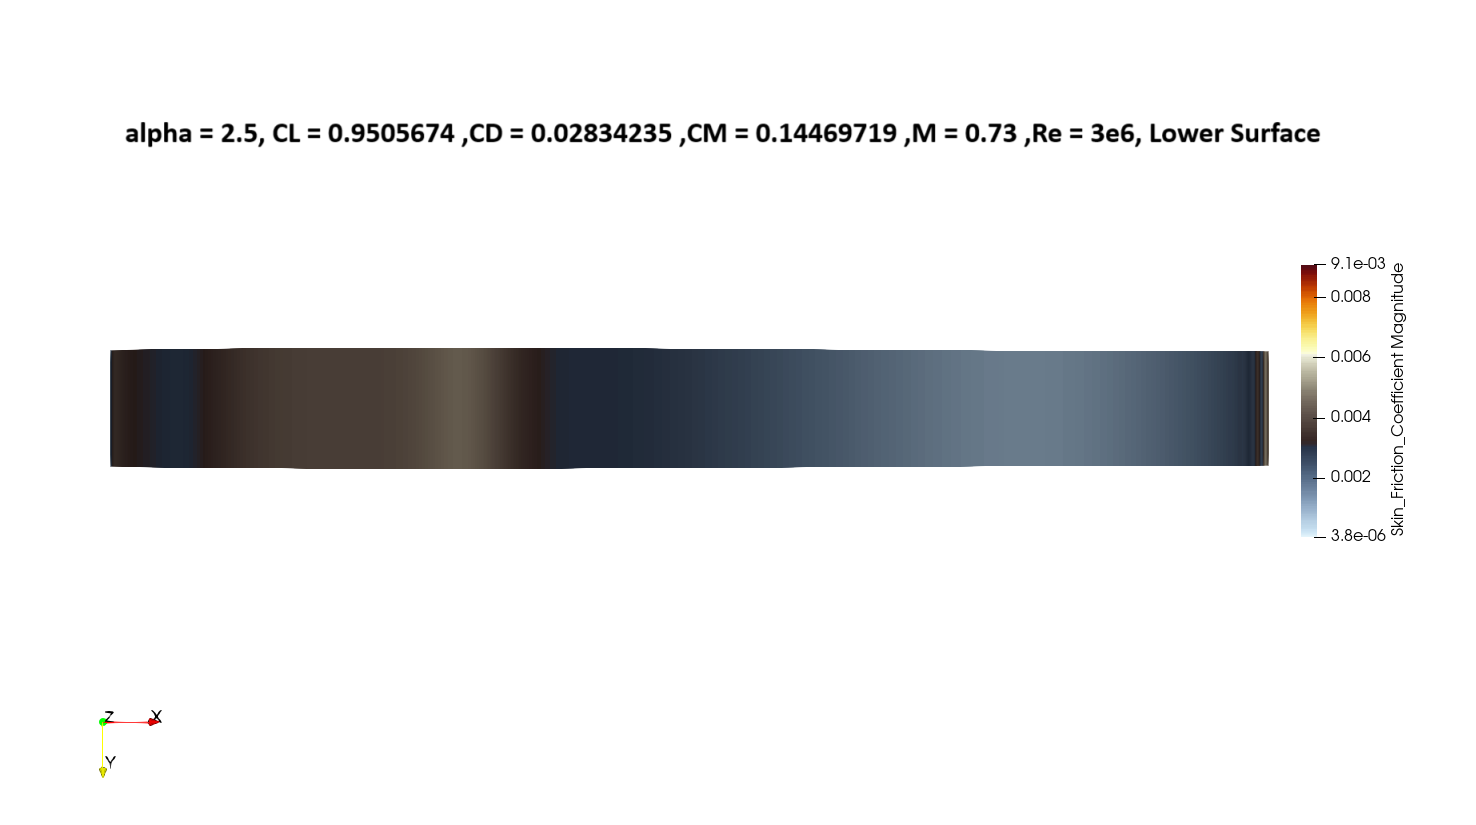 alpha = 2.5, CL = 0.9505674 ,CD = 0.02834235 ,CM = 0.14469719 ,M = 0.73 ,Re = 3e6, Lower Surface
9.1e-03
0.008
0.006
0.004
0.002
3.8e-06
Skin_Friction_Coefficient Magnitude
Z
X
Y